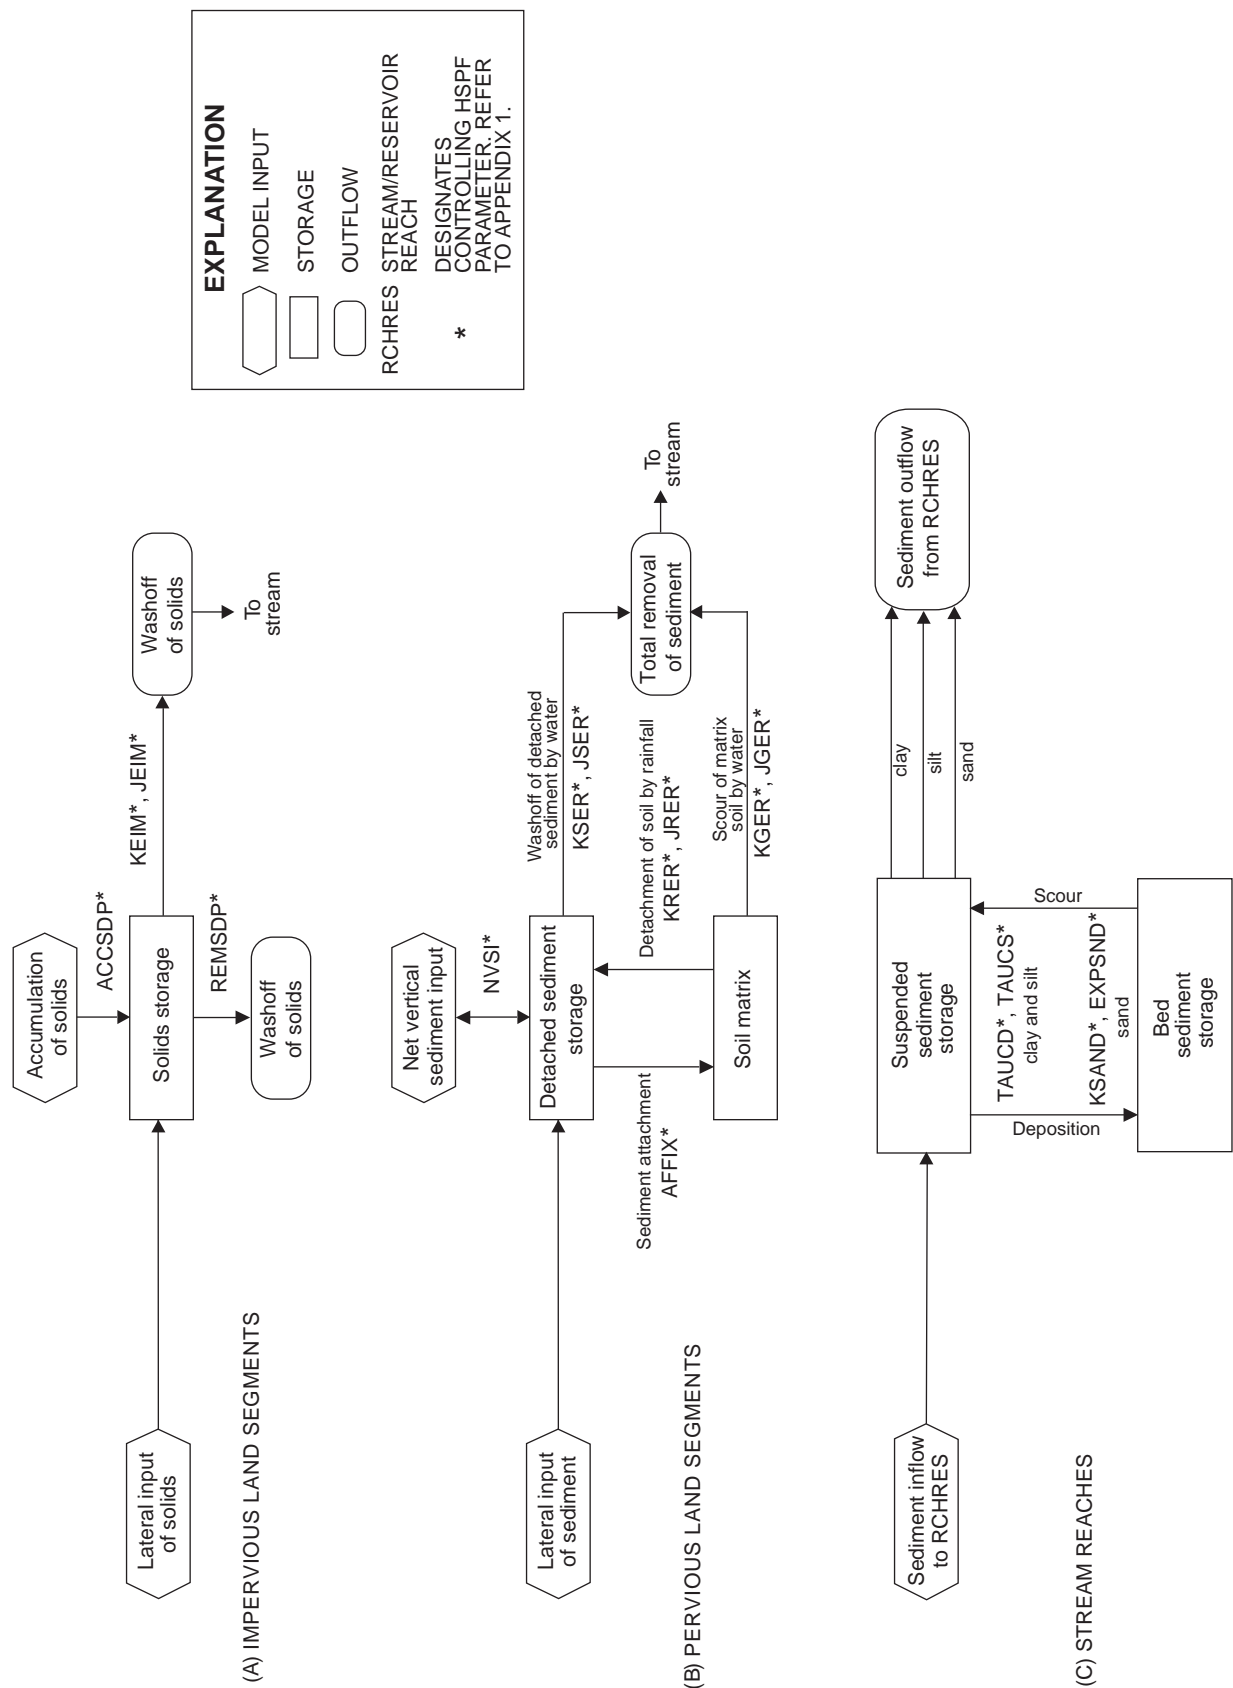 Accumulation
of solids
ACCSDP*
Lateral input
of solids
Solids storage
KEIM*, JEIM*
Washoff
of solids
To
stream
REMSDP*
Washoff
of solids
(A) IMPERVIOUS LAND SEGMENTS
EXPLANATION
MODEL INPUT
STORAGE
OUTFLOW
RCHRES STREAM/RESERVOIR
REACH
* DESIGNATES
CONTROLLING HSPF
PARAMETER. REFER
TO APPENDIX 1.
Net vertical
sediment input
NVSI*
Lateral input
of sediment
Detached sediment
storage
Washoff of detached
sediment by water
KSER*, JSER*
Sediment attachment
AFFIX*
Detachment of soil by rainfall
KRER*, JRER*
Total removal
of sediment
To
stream
Soil matrix
Scour of matrix
soil by water
KGER*, JGER*
(B) PERVIOUS LAND SEGMENTS
Sediment inflow
to RCHRES
Suspended
sediment
storage
clay
silt
sand
Sediment outflow
from RCHRES
Deposition
TAUCD*, TAUCS*
clay and silt
KSAND*, EXPSND*
sand
Scour
Bed
sediment
storage
(C) STREAM REACHES